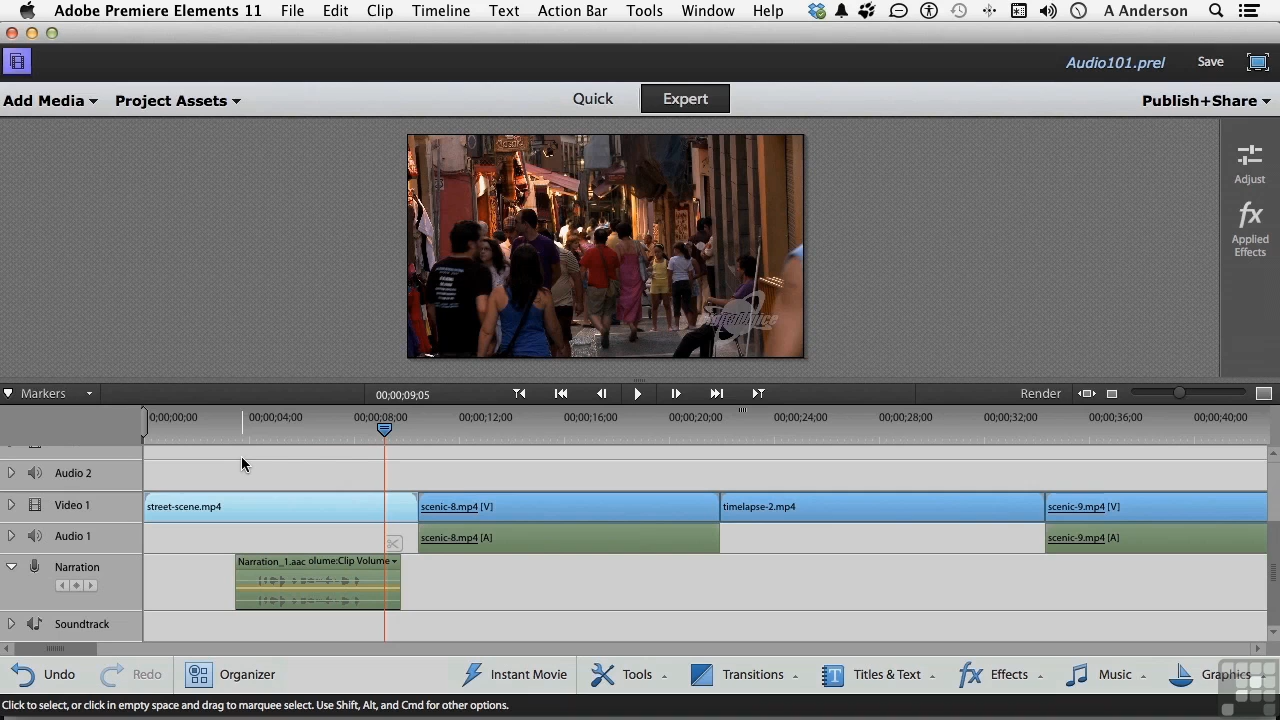 Adobe Premiere Elements 11 File Edit Clip Timeline Text Action Bar Tools Window Help A Anderson
Audio101.prel Save
Add Media Project Assets Quick Expert Publish+Share
Adjust
Applied
Effects
Markers 00;00;09;05 Render
00;00;00;00 00;00;04;00 00;00;08;00 00;00;12;00 00;00;16;00 00;00;20;00 00;00;24;00 00;00;28;00 00;00;32;00 00;00;36;00 00;00;40;00
Audio 2
Video 1 street-scene.mp4 scenic-8.mp4 [V] timelapse-2.mp4 scenic-9.mp4 [V]
Audio 1 scenic-8.mp4 [A] scenic-9.mp4 [A]
Narration Narration_1.aac olume:Clip Volume
Soundtrack
Undo Redo Organizer Instant Movie Tools Transitions Titles & Text Effects Music Graphics
Click to select, or click in empty space and drag to marquee select. Use Shift, Alt, and Cmd for other options.